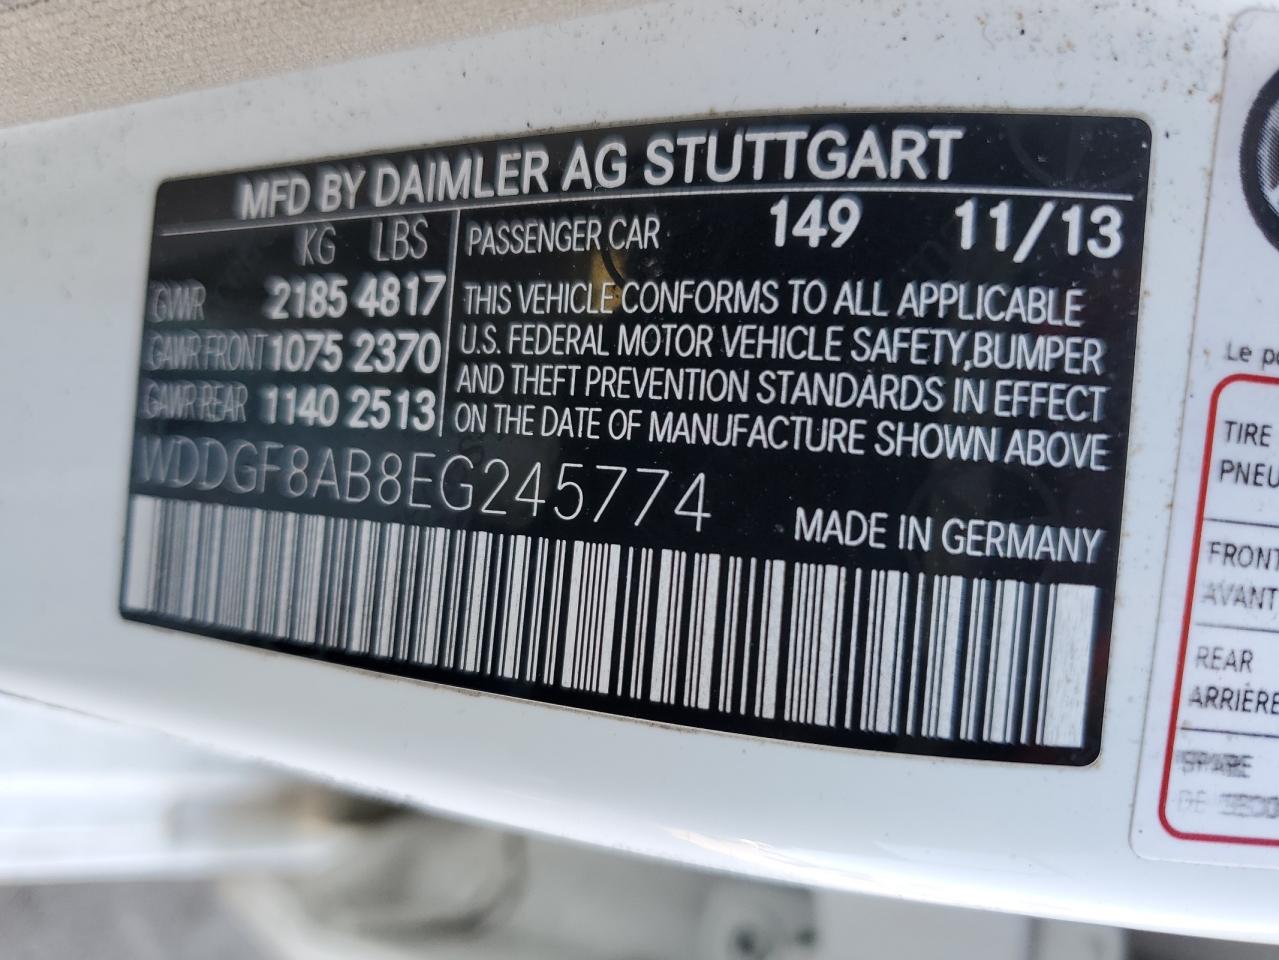 MFD BY DAIMLER AG STUTTGART
KG LBS
GVWR 2185 4817
GAWR FRONT 1075 2370
GAWR REAR 1140 2513
PASSENGER CAR 149 11/13
THIS VEHICLE CONFORMS TO ALL APPLICABLE
U.S. FEDERAL MOTOR VEHICLE SAFETY,BUMPER
AND THEFT PREVENTION STANDARDS IN EFFECT
ON THE DATE OF MANUFACTURE SHOWN ABOVE
WDDGF8AB8EG245774
MADE IN GERMANY
Le
TIRE
PNEU
FRONT
AVANT
REAR
ARRIÈRE
SPARE
DE